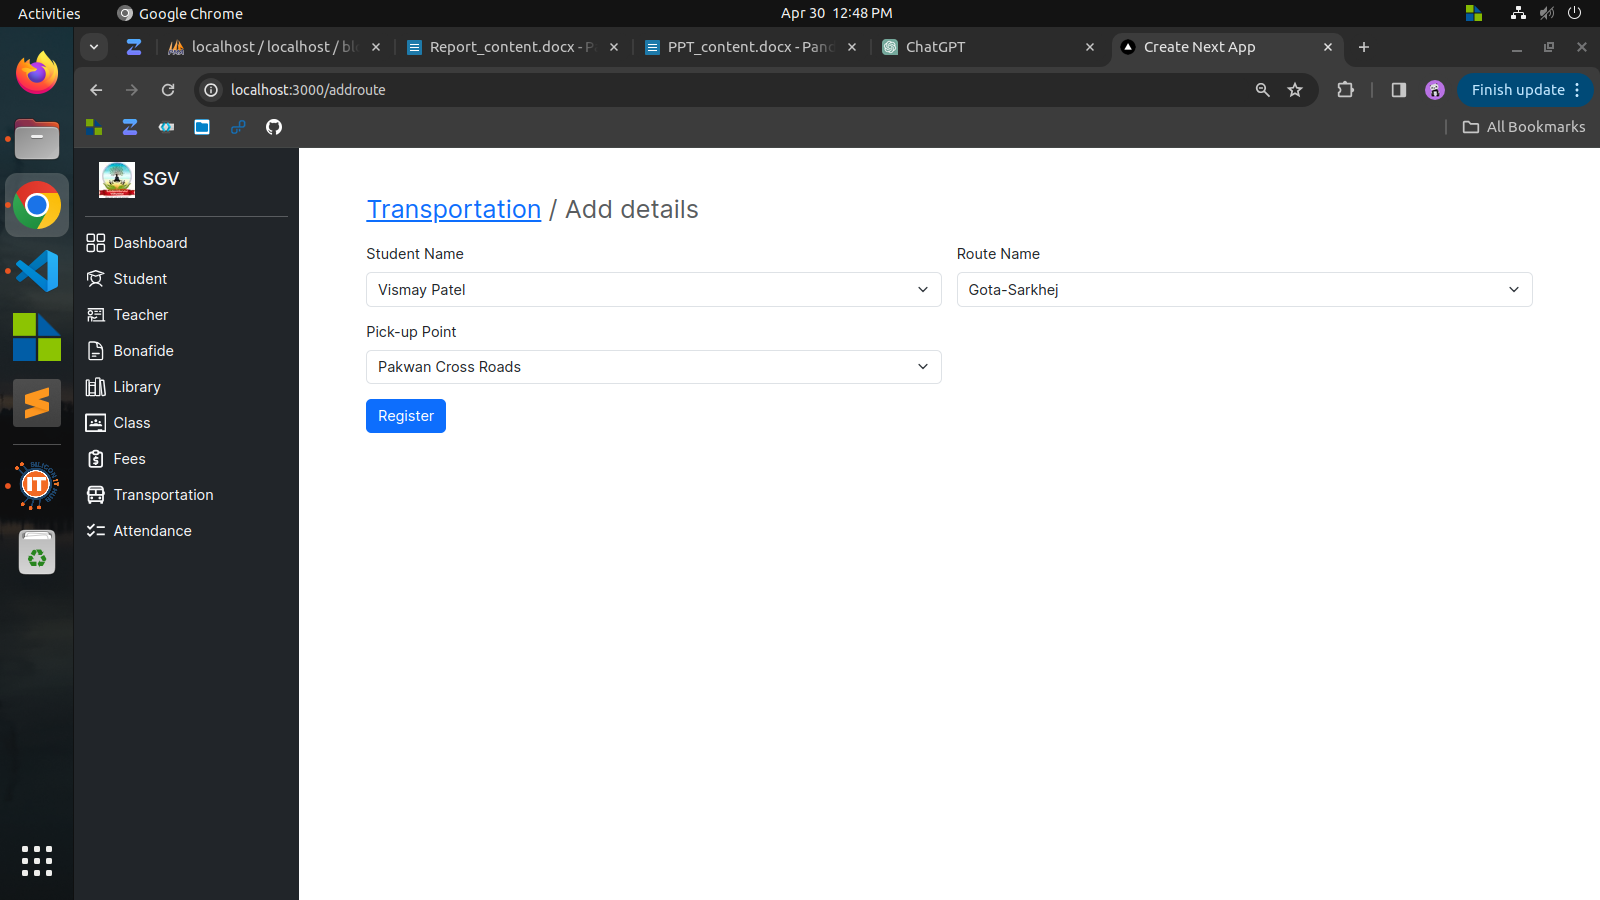 Activities
Google Chrome
Apr 30 12:48 PM
localhost / localhost / bl
Report_content.docx - P
PPT_content.docx - Pand
ChatGPT
Create Next App
localhost:3000/addroute
Finish update
All Bookmarks
SGV
Dashboard
Student
Teacher
Bonafide
Library
Class
Fees
Transportation
Attendance
Transportation / Add details
Student Name
Route Name
Vismay Patel
Gota-Sarkhej
Pick-up Point
Pakwan Cross Roads
Register
IT